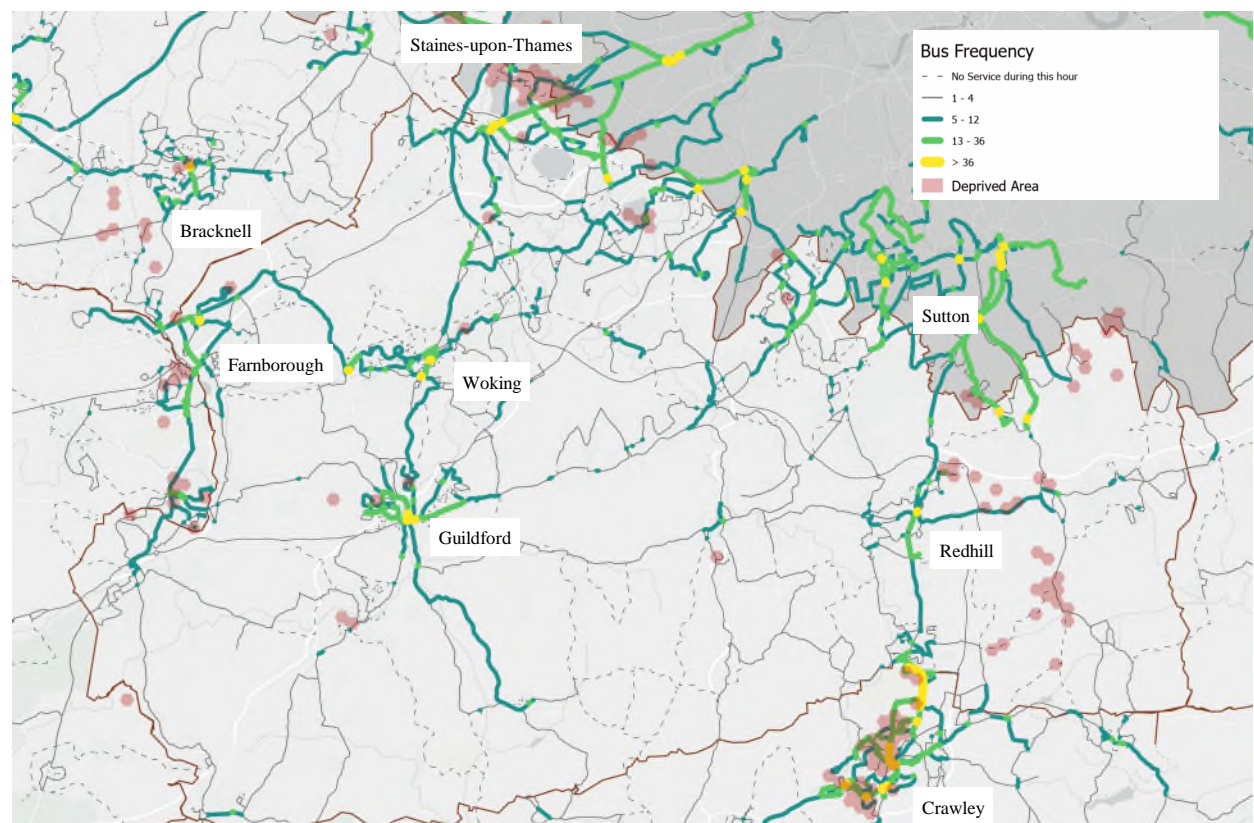 Staines-upon-Thames
Bus Frequency
No Service during this hour
1 - 4
5 - 12
13 - 36
> 36
Deprived Area
Bracknell
Sutton
Farnborough
Woking
Guildford
Redhill
Crawley